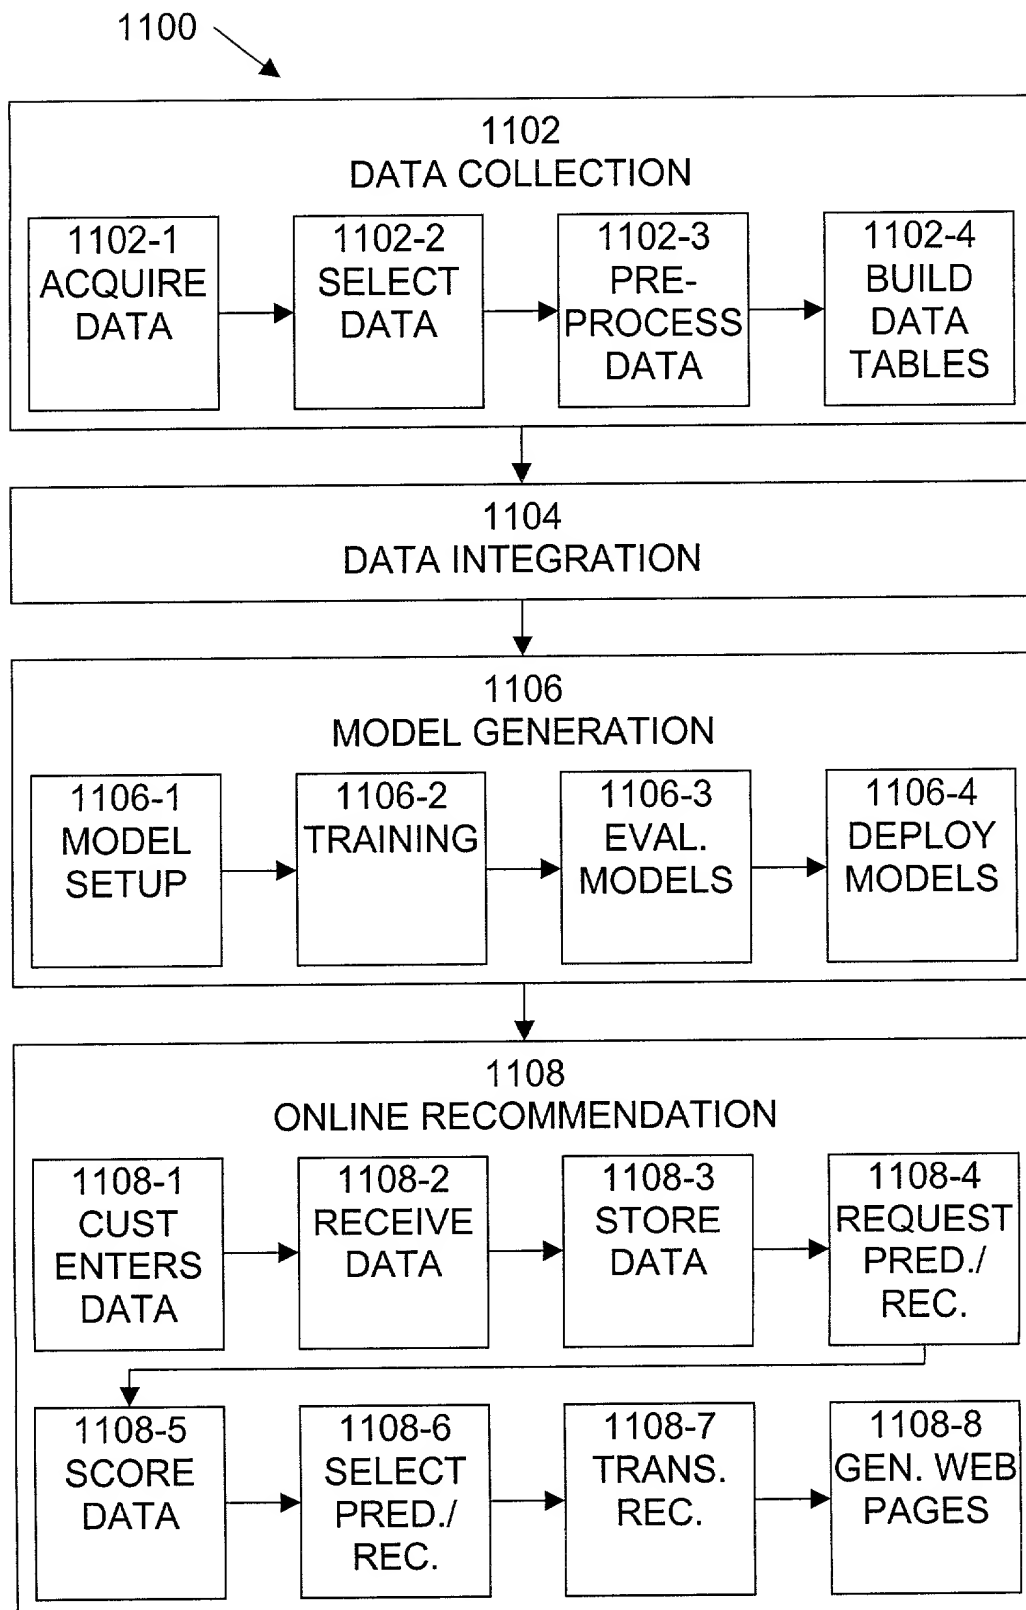 1100
1102
DATA COLLECTION
1102-1
ACQUIRE
DATA
1102-2
SELECT
DATA
1102-3
PRE-
PROCESS
DATA
1102-4
BUILD
DATA
TABLES
1104
DATA INTEGRATION
1106
MODEL GENERATION
1106-1
MODEL
SETUP
1106-2
TRAINING
1106-3
EVAL.
MODELS
1106-4
DEPLOY
MODELS
1108
ONLINE RECOMMENDATION
1108-1
CUST
ENTERS
DATA
1108-2
RECEIVE
DATA
1108-3
STORE
DATA
1108-4
REQUEST
PRED./
REC.
1108-5
SCORE
DATA
1108-6
SELECT
PRED./
REC.
1108-7
TRANS.
REC.
1108-8
GEN. WEB
PAGES